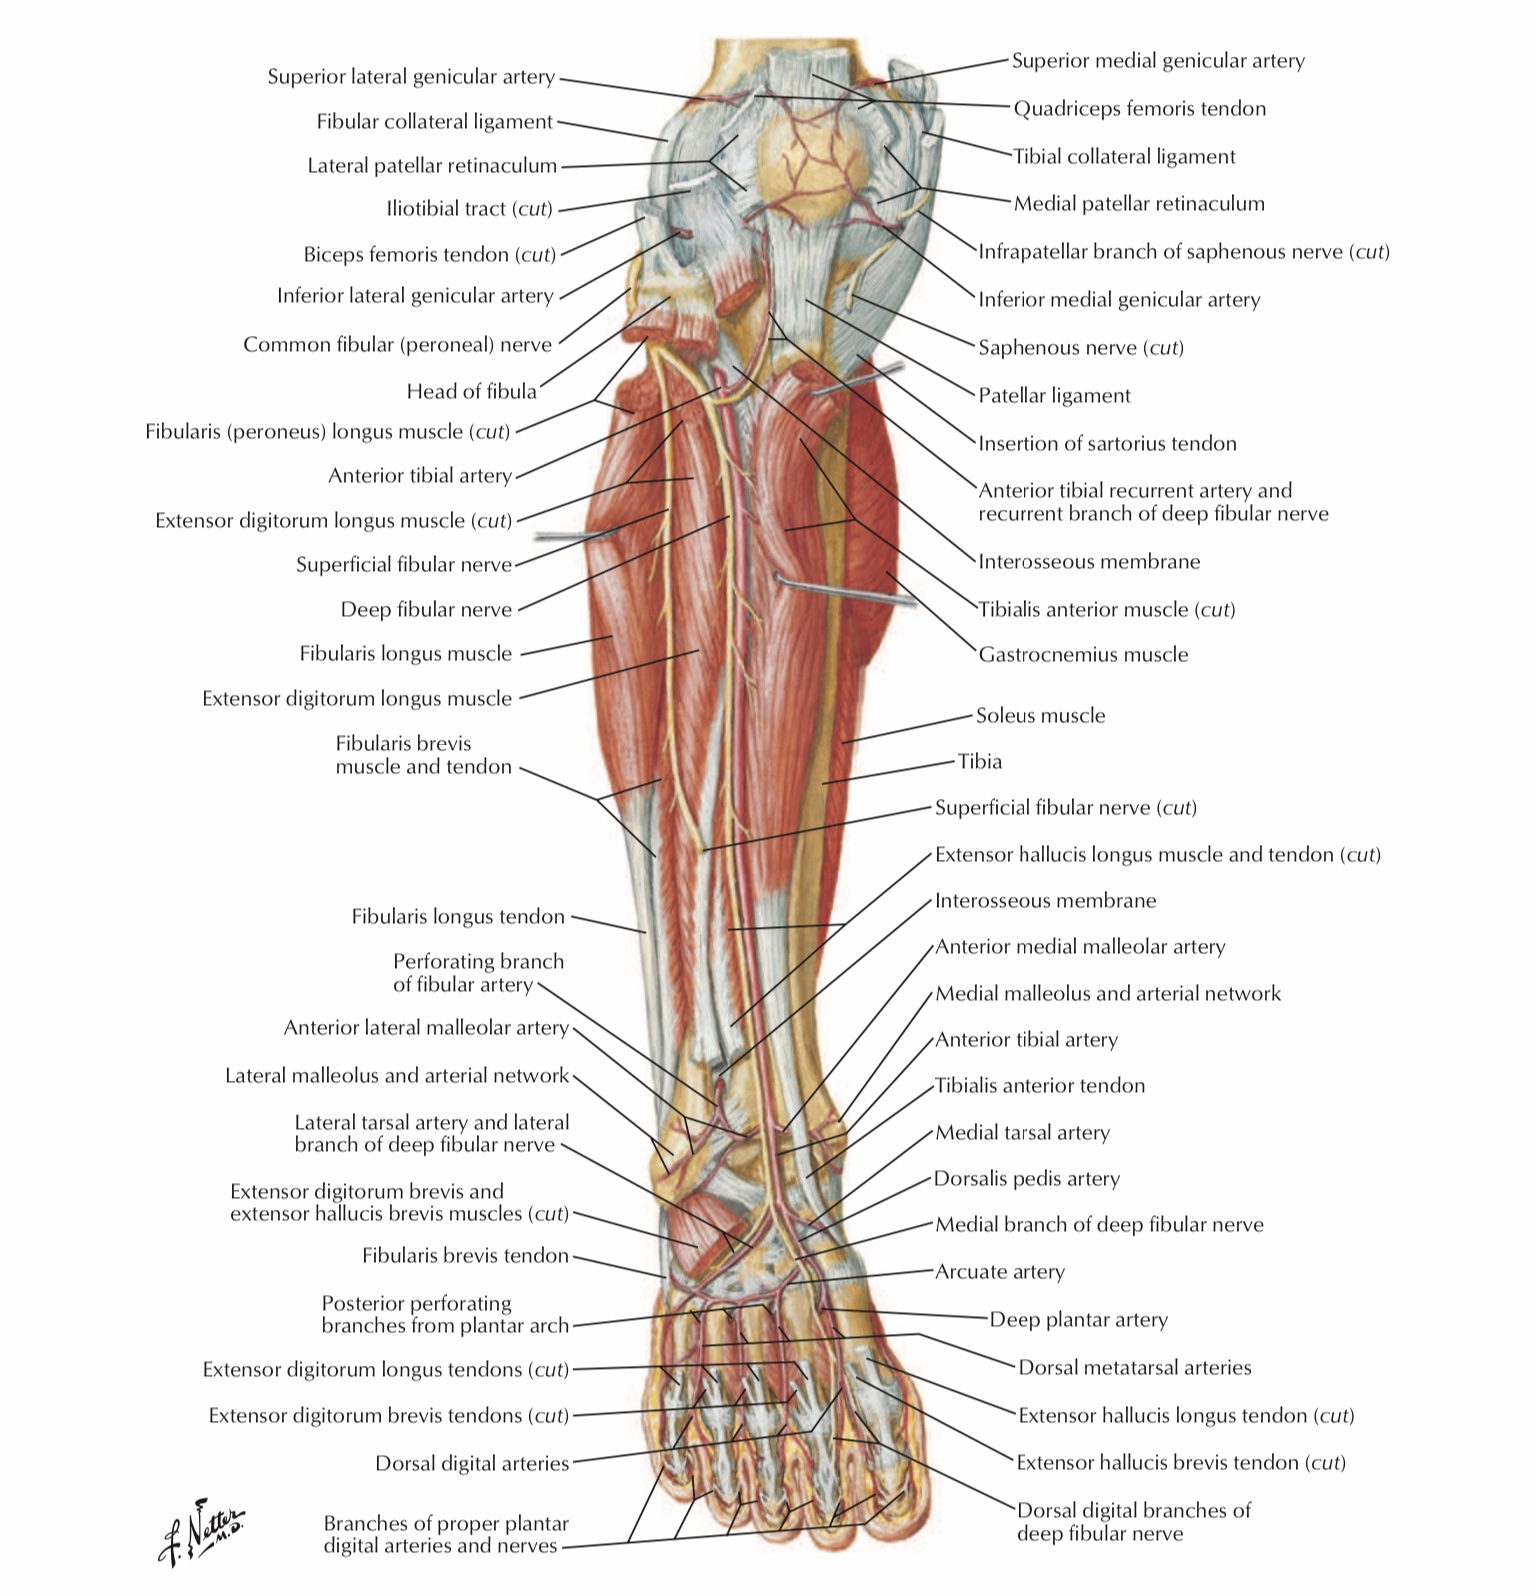 Superior lateral genicular artery
Fibular collateral ligament
Lateral patellar retinaculum
Iliotibial tract (cut)
Biceps femoris tendon (cut)
Inferior lateral genicular artery
Common fibular (peroneal) nerve
Head of fibula
Fibularis (peroneus) longus muscle (cut)
Anterior tibial artery
Extensor digitorum longus muscle (cut)
Superficial fibular nerve
Deep fibular nerve
Fibularis longus muscle
Extensor digitorum longus muscle
Fibularis brevis
muscle and tendon
Fibularis longus tendon
Perforating branch
of fibular artery
Anterior lateral malleolar artery
Lateral malleolus and arterial network
Lateral tarsal artery and lateral
branch of deep fibular nerve
Extensor digitorum brevis and
extensor hallucis brevis muscles (cut)
Fibularis brevis tendon
Posterior perforating
branches from plantar arch
Extensor digitorum longus tendons (cut)
Extensor digitorum brevis tendons (cut)
Dorsal digital arteries
Branches of proper plantar
digital arteries and nerves
Superior medial genicular artery
Quadriceps femoris tendon
Tibial collateral ligament
Medial patellar retinaculum
Infrapatellar branch of saphenous nerve (cut)
Inferior medial genicular artery
Saphenous nerve (cut)
Patellar ligament
Insertion of sartorius tendon
Anterior tibial recurrent artery and
recurrent branch of deep fibular nerve
Interosseous membrane
Tibialis anterior muscle (cut)
Gastrocnemius muscle
Soleus muscle
Tibia
Superficial fibular nerve (cut)
Extensor hallucis longus muscle and tendon (cut)
Interosseous membrane
Anterior medial malleolar artery
Medial malleolus and arterial network
Anterior tibial artery
Tibialis anterior tendon
Medial tarsal artery
Dorsalis pedis artery
Medial branch of deep fibular nerve
Arcuate artery
Deep plantar artery
Dorsal metatarsal arteries
Extensor hallucis longus tendon (cut)
Extensor hallucis brevis tendon (cut)
Dorsal digital branches of
deep fibular nerve
F. Netter
M.D.